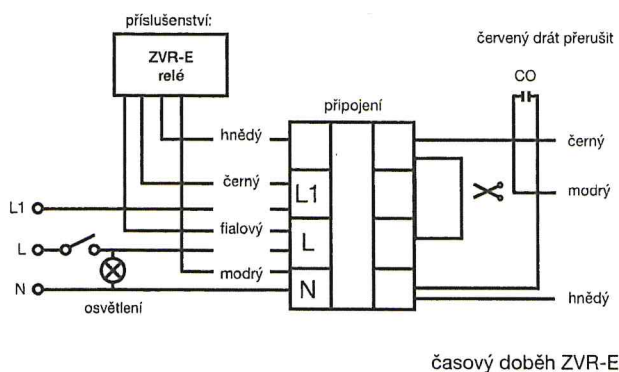 příslušenství:
ZVR-E
relé
červený drát přerušit
CO
připojení
hnědý
černý
černý
L1
modrý
L1
fialový
L
L
modrý
N
N
hnědý
osvětlení
časový doběh ZVR-E